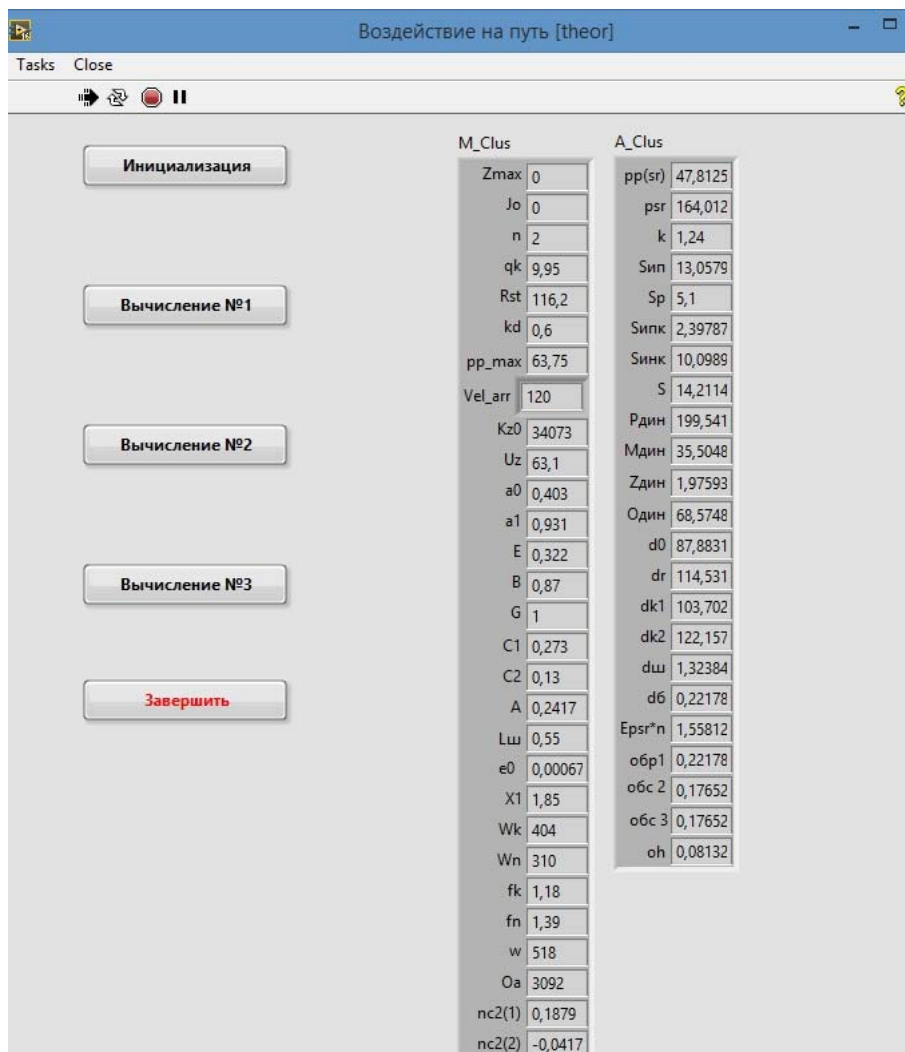 Воздействие на путь [theor]
Tasks Close
Инициализация
Вычисление №1
Вычисление №2
Вычисление №3
Завершить
M_Clus
Zmax 0
Jo 0
n 2
qk 9,95
Rst 116,2
kd 0,6
pp_max 63,75
Vel_arr 120
Kz0 34073
Uz 63,1
a0 0,403
a1 0,931
E 0,322
B 0,87
G 1
C1 0,273
C2 0,13
A 0,2417
Lш 0,55
e0 0,00067
X1 1,85
Wk 404
Wn 310
fk 1,18
fn 1,39
w 518
Oa 3092
nc2(1) 0,1879
nc2(2) -0,0417
A_Clus
pp(sr) 47,8125
psr 164,012
k 1,24
Sип 13,0579
Sp 5,1
Sипк 2,39787
Sинк 10,0989
S 14,2114
Pдин 199,541
Mдин 35,5048
Zдин 1,97593
Oдин 68,5748
d0 87,8831
dr 114,531
dk1 103,702
dk2 122,157
dш 1,32384
dб 0,22178
Epsr*n 1,55812
обр1 0,22178
обс 2 0,17652
обс 3 0,17652
oh 0,08132